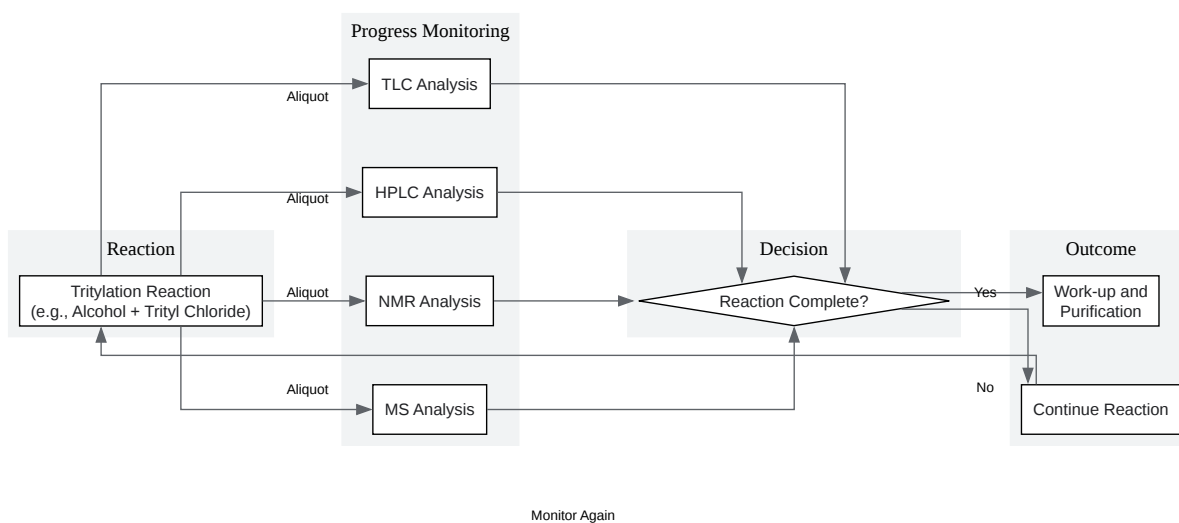 Progress Monitoring
TLC Analysis
Aliquot
HPLC Analysis
Aliquot
Reaction
Decision
Outcome
Tritylation Reaction
(e.g., Alcohol + Trityl Chloride)
Aliquot
NMR Analysis
Reaction Complete?
Yes
Work-up and
Purification
Aliquot
MS Analysis
No
Continue Reaction
Monitor Again